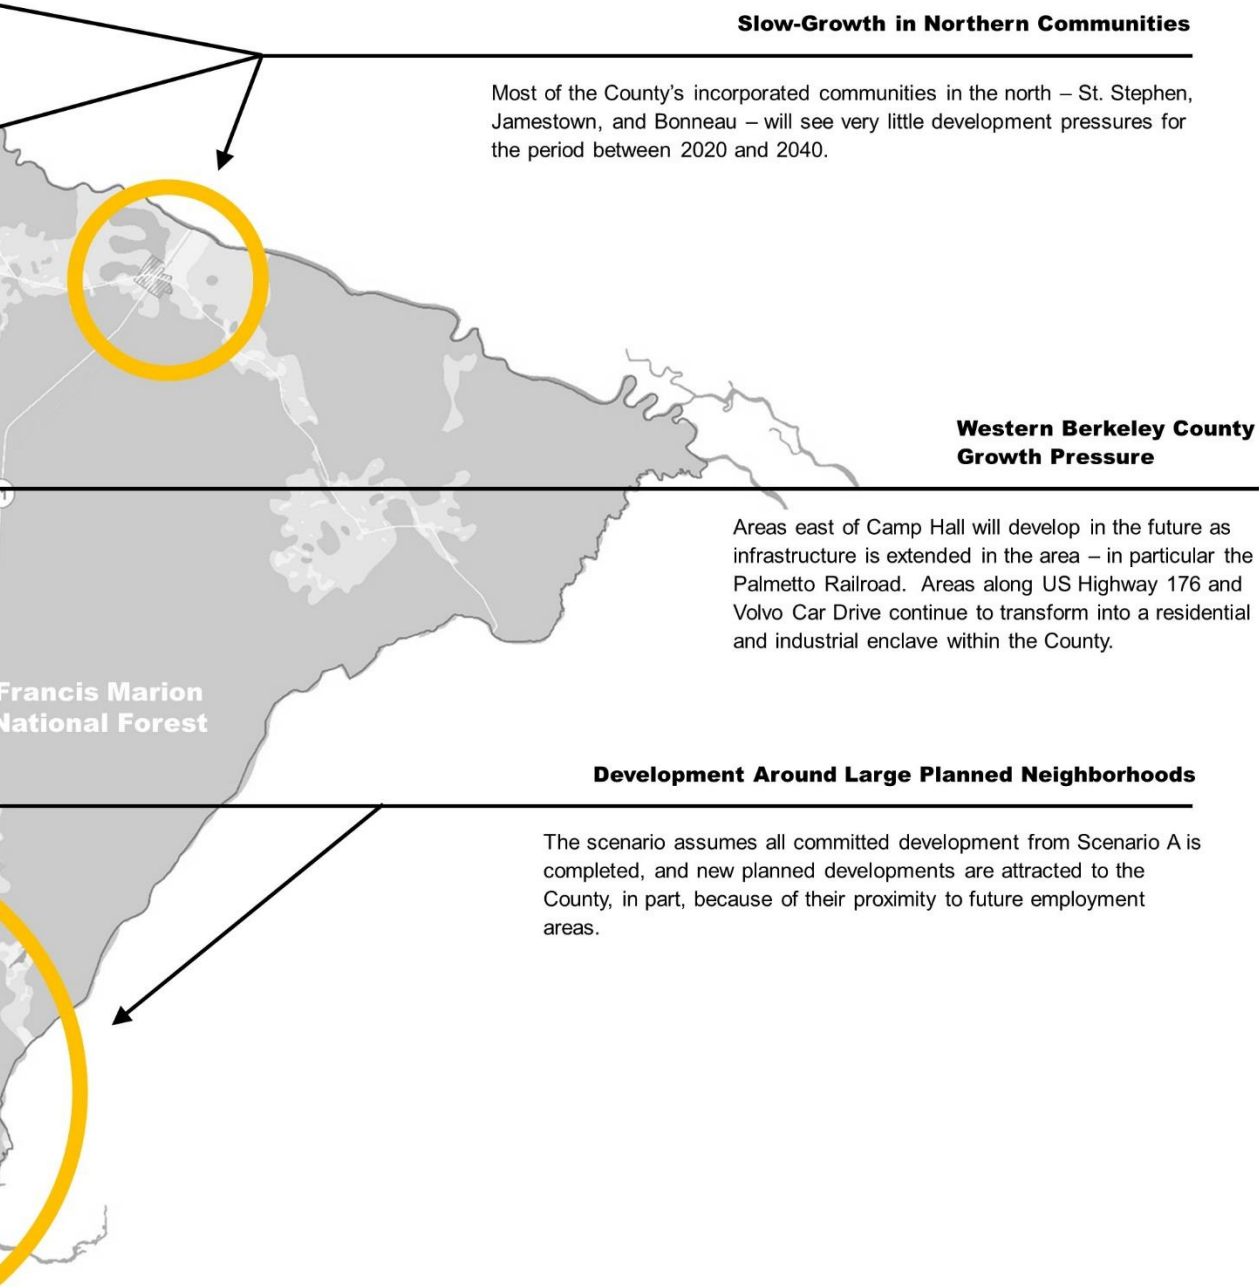 Slow-Growth in Northern Communities
Most of the County's incorporated communities in the north – St. Stephen,
Jamestown, and Bonneau – will see very little development pressures for
the period between 2020 and 2040.
Western Berkeley County
Growth Pressure
Areas east of Camp Hall will develop in the future as
infrastructure is extended in the area – in particular the
Palmetto Railroad. Areas along US Highway 176 and
Volvo Car Drive continue to transform into a residential
and industrial enclave within the County.
Francis Marion
National Forest
Development Around Large Planned Neighborhoods
The scenario assumes all committed development from Scenario A is
completed, and new planned developments are attracted to the
County, in part, because of their proximity to future employment
areas.